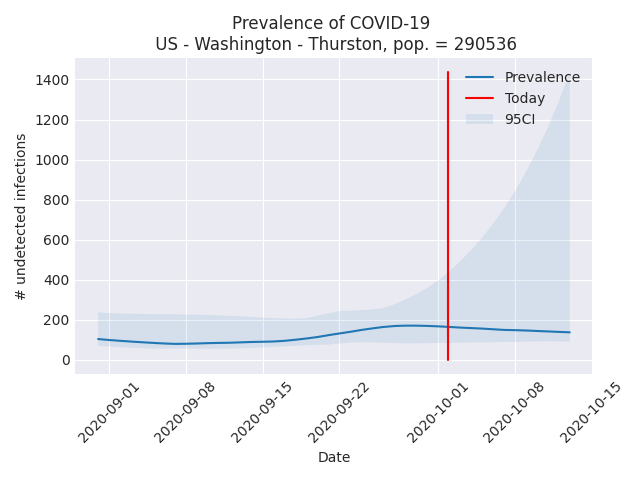 Prevalence of COVID-19
US - Washington - Thurston, pop. = 290536
1400
1200
1000
800
600
400
200
0
# undetected infections
Prevalence
Today
95CI
2020-09-01
2020-09-08
2020-09-15
2020-09-22
2020-10-01
2020-10-08
2020-10-15
Date